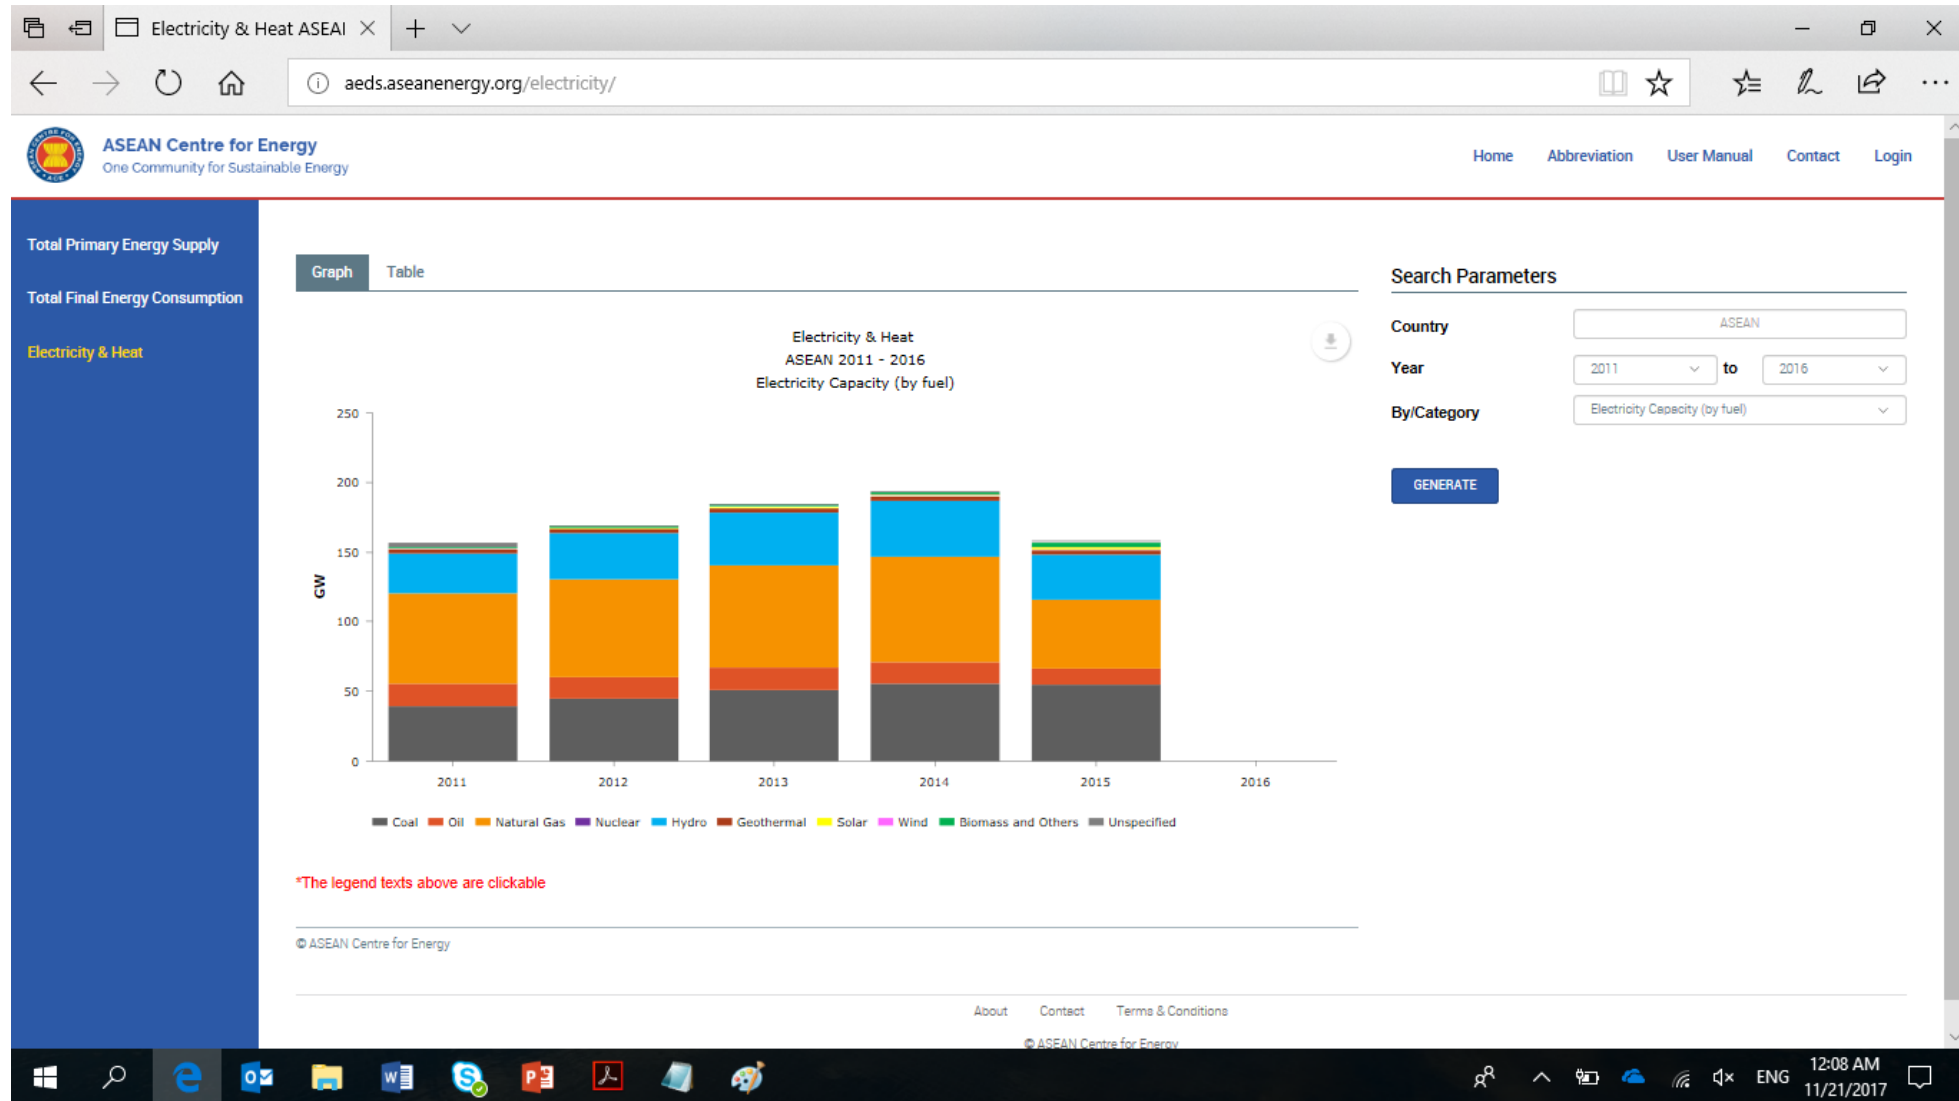 Electricity & Heat ASEAI
aeds.aseanenergy.org/electricity/
ASEAN Centre for Energy
One Community for Sustainable Energy
Home Abbreviation User Manual Contact Login
Total Primary Energy Supply
Total Final Energy Consumption
Electricity & Heat
Graph Table
Electricity & Heat
ASEAN 2011 - 2016
Electricity Capacity (by fuel)
250
200
150
100
50
0
GW
2011 2012 2013 2014 2015 2016
Coal Oil Natural Gas Nuclear Hydro Geothermal Solar Wind Biomass and Others Unspecified
*The legend texts above are clickable
© ASEAN Centre for Energy
Search Parameters
Country ASEAN
Year 2011 to 2016
By/Category Electricity Capacity (by fuel)
GENERATE
About Contact Terms & Conditions
© ASEAN Centre for Energy
ENG
12:08 AM
11/21/2017